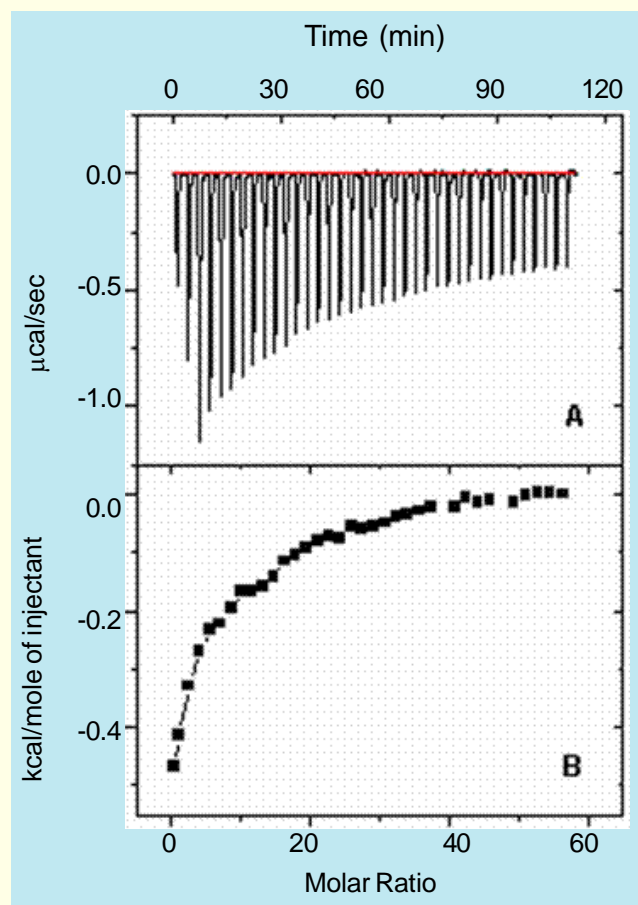 Time (min)
0 30 60 90 120
0.0
-0.5
-1.0
µcal/sec
A
0.0
-0.2
-0.4
kcal/mole of injectant
B
0 20 40 60
Molar Ratio